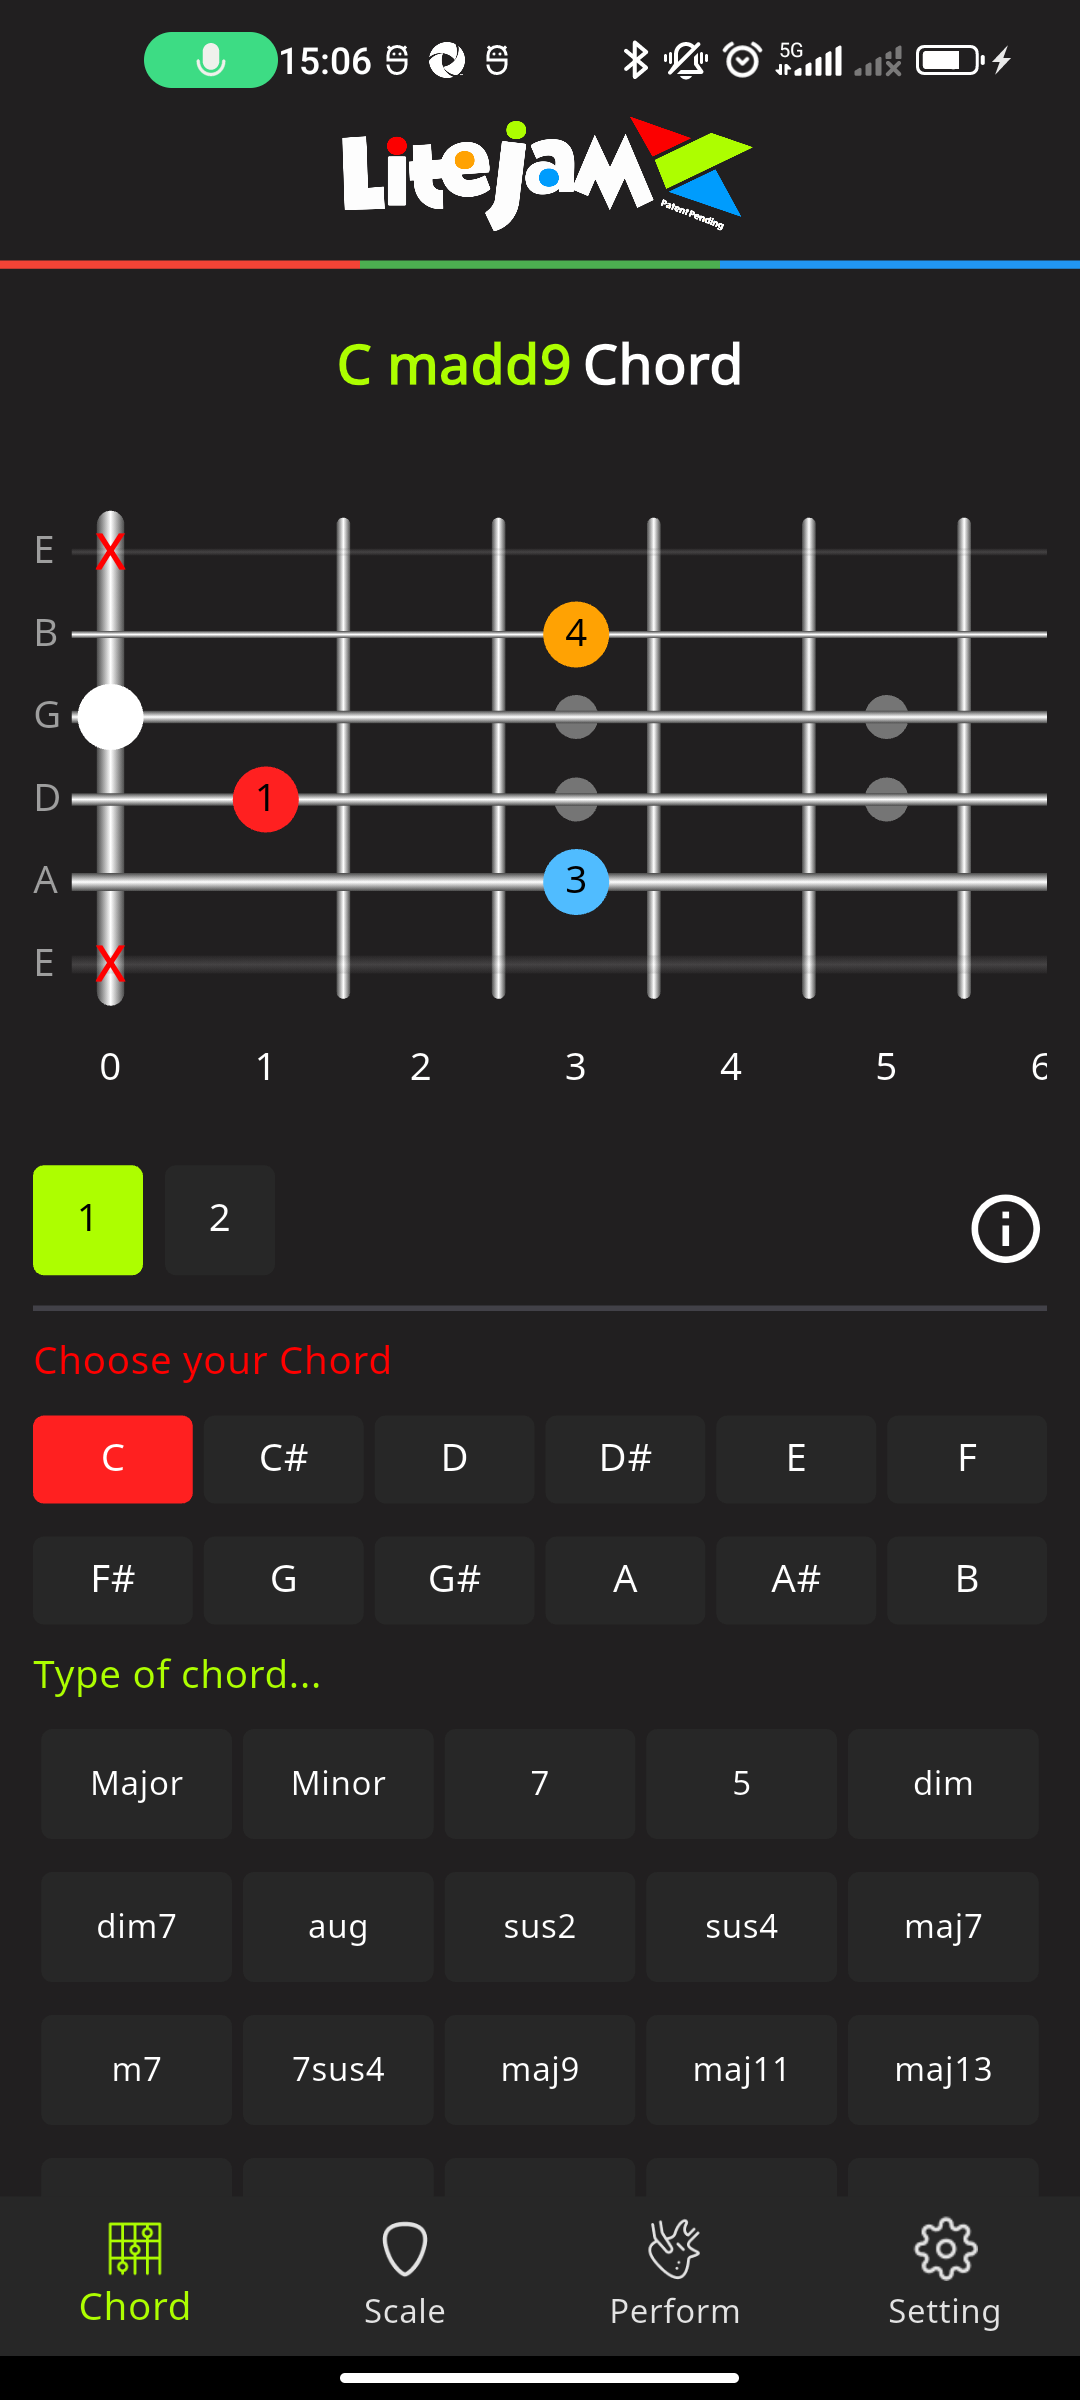 15:06 5G
Litejam
Patent Pending
C madd9 Chord
E X
B 4
G
D 1
A 3
E X
0 1 2 3 4 5 6
1 2
Choose your Chord
C C# D D# E F
F# G G# A A# B
Type of chord...
Major Minor 7 5 dim
dim7 aug sus2 sus4 maj7
m7 7sus4 maj9 maj11 maj13
Chord Scale Perform Setting